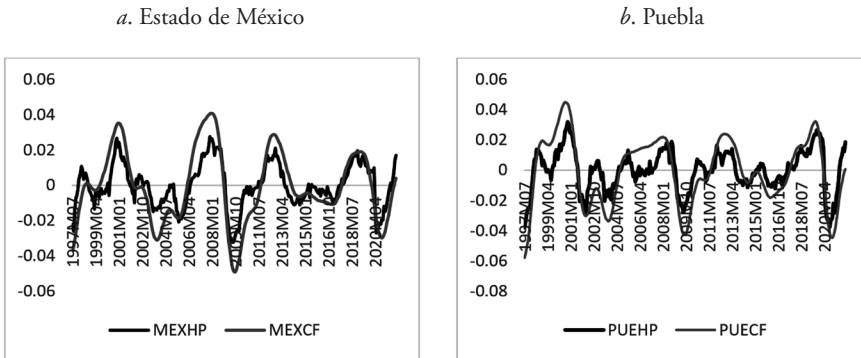 a. Estado de México
b. Puebla
0.06
0.04
0.02
0
-0.02
-0.04
-0.06
1997M07
1999M04
2001M01
2002M10
2006M04
2008M01
2011M07
2013M04
2015M01
2016M10
2018M07
MEXHP
MEXCF
0.06
0.04
0.02
0
-0.02
-0.04
-0.06
-0.08
1997M07
1999M04
2001M01
2002M10
2004M07
2006M04
2008M01
2009M10
2011M07
2013M04
2015M01
2016M10
2018M07
PUEHP
PUECF